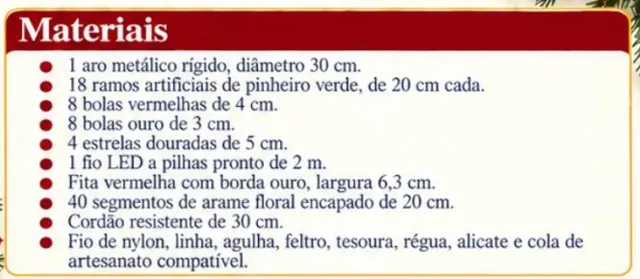 Materiais
1 aro metálico rígido, diâmetro 30 cm.
18 ramos artificiais de pinheiro verde, de 20 cm cada.
8 bolas vermelhas de 4 cm.
8 bolas ouro de 3 cm.
4 estrelas douradas de 5 cm.
1 fio LED a pilhas pronto de 2 m.
Fita vermelha com borda ouro, largura 6,3 cm.
40 segmentos de arame floral encapado de 20 cm.
Cordão resistente de 30 cm.
Fio de nylon, linha, agulha, feltro, tesoura, régua, alicate e cola de
artesanato compatível.